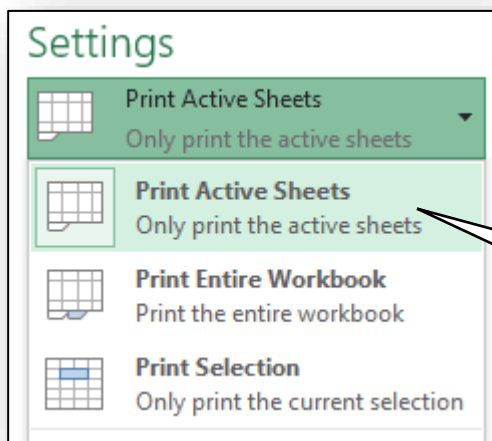 Settings
Print Active Sheets
Only print the active sheets
Print Active Sheets
Only print the active sheets
Print Entire Workbook
Print the entire workbook
Print Selection
Only print the current selection